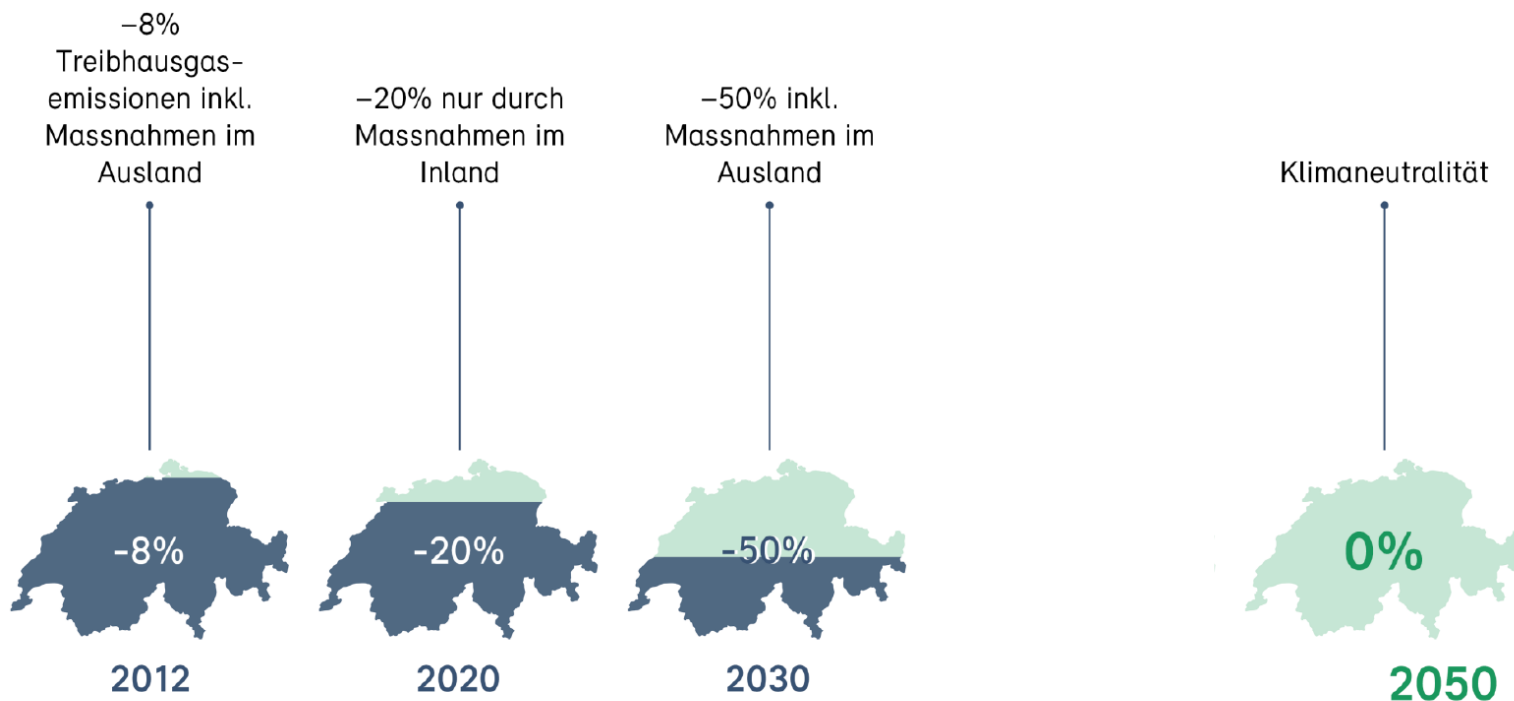 –8%
Treibhausgas-
emissionen inkl.
Massnahmen im
Ausland
–20% nur durch
Massnahmen im
Inland
–50% inkl.
Massnahmen im
Ausland
Klimaneutralität
-8%
-20%
-50%
0%
2012
2020
2030
2050